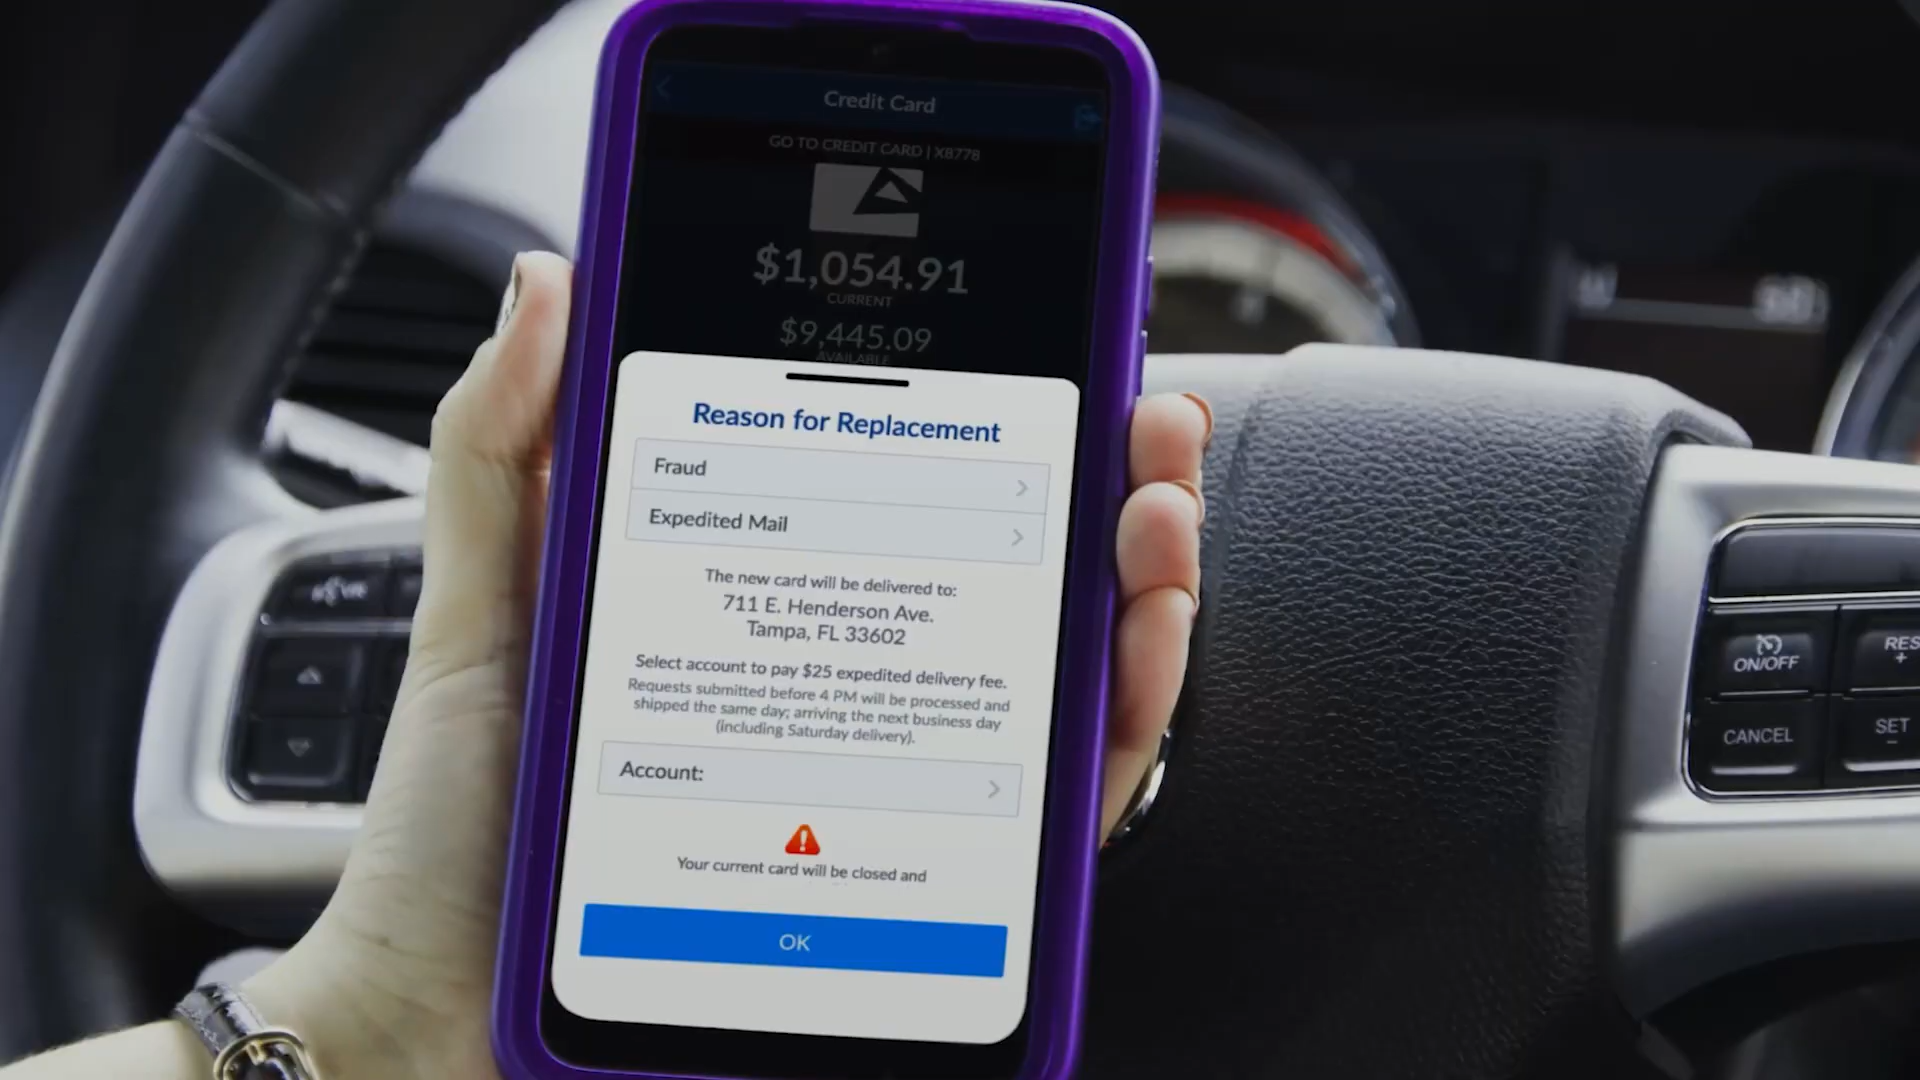 Credit Card
GO TO CREDIT CARD | X8778
$1,054.91
CURRENT
$9,445.09
AVAILABLE
Reason for Replacement
Fraud
Expedited Mail
The new card will be delivered to:
711 E. Henderson Ave.
Tampa, FL 33602
Select account to pay $25 expedited delivery fee.
Requests submitted before 4 PM will be processed and
shipped the same day; arriving the next business day
(including Saturday delivery).
Account:
Your current card will be closed and
OK
ON/OFF
RES
+
CANCEL
SET
-